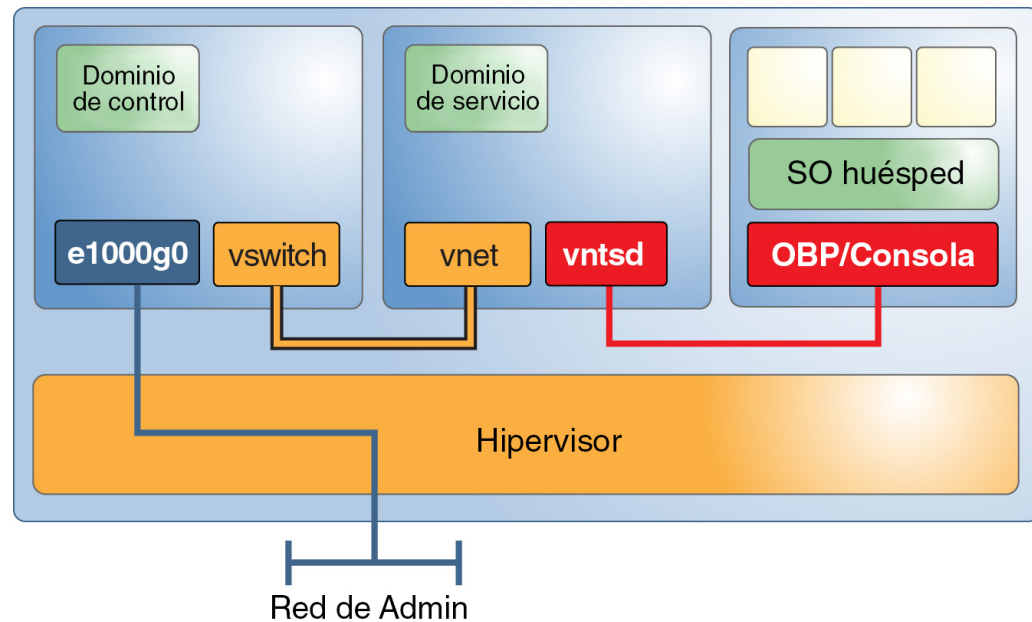 Dominio
de control
Dominio
de servicio
SO huésped
e1000g0
vswitch
vnet
vntsd
OBP/Consola
Hipervisor
Red de Admin